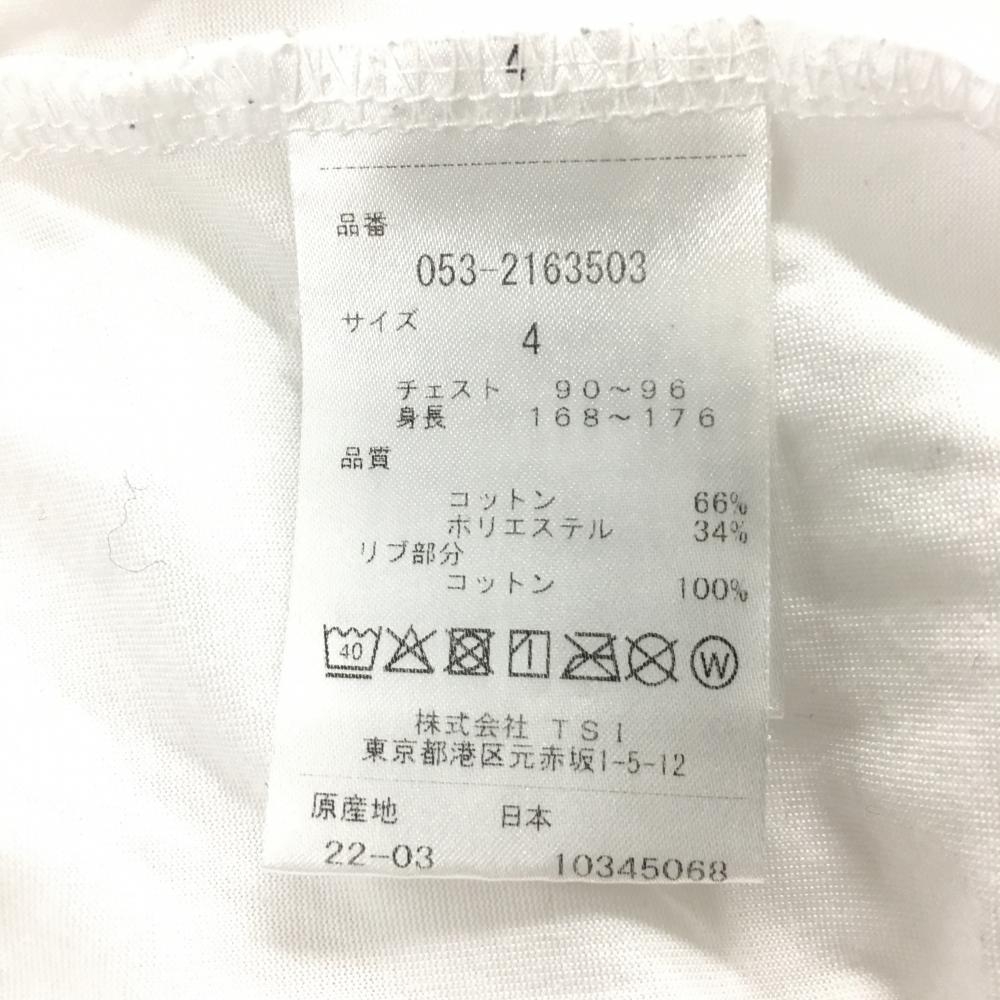 4
品番
053-2163503
サイズ
4
チェスト 90～96
身長 168～176
品質
コットン 66%
ポリエステル 34%
リブ部分
コットン 100%
40 W
株式会社 TSI
東京都港区元赤坂1-5-12
原産地 日本
22-03 10345068